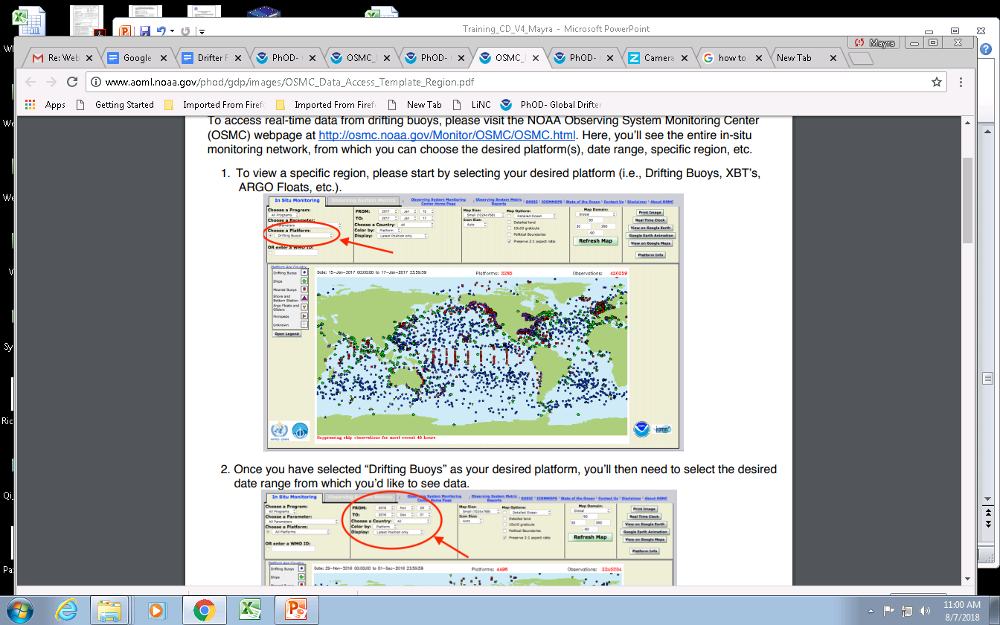 Training_CD_V4_Mayra - Microsoft PowerPoint
Mayra
Re: Web
Google
Drifter F
PhOD-
OSMC_
PhOD-
OSMC_
PhOD-
Camera
how to
New Tab
www.aoml.noaa.gov/phod/gdp/images/OSMC_Data_Access_Template_Region.pdf
Apps
Getting Started
Imported From Firef
Imported From Firef
New Tab
LiNC
PhOD- Global Drifter
To access real-time data from drifting buoys, please visit the NOAA Observing System Monitoring Center
(OSMC) webpage at http://osmc.noaa.gov/Monitor/OSMC/OSMC.html. Here, you’ll see the entire in-situ
monitoring network, from which you can choose the desired platform(s), date range, specific region, etc.
1. To view a specific region, please start by selecting your desired platform (i.e., Drifting Buoys, XBT’s,
ARGO Floats, etc.).
In Situ Monitoring
Observing System Metrics
Observing System Monitoring
Center Home Page
Observing System Metric
Reports
GOSIC
JCOMMOPS
State of the Ocean
Contact Us
Disclaimer
About OSMC
Choose a Program:
All Programs
Choose a Parameter:
Parameters
Choose a Platform:
Drifting Buoys
OR enter a WMO ID:
FROM: 2017 Jan 15
TO: 2017 Jan 17
Choose a Country: All
Color by: Platform
Display: Latest Position only
Map Size:
Small (1024x768)
Icon Size:
Auto
Map Options:
Detailed Ocean
Detailed land
10x10 graticule
Political Boundaries
Preserve 2:1 aspect ratio
Map Domain:
Global
90
30 390
-90
Refresh Map
Print Image
Real Time Clock
View on Google Earth
Google Earth Animation
View on Google Maps
Platform Info
Platform Age Country
Drifting Buoys
Ships
Moored Buoys
Shore and
Bottom Station
Argo Floats and
Gliders
Pinnipeds
Unknown
Open Legend
Date: 15-Jan-2017 00:00:00 to 17-Jan-2017 23:59:59
Platforms: 3285
Observations: 430259
Suppressing ship observations for most recent 48 hours
2. Once you have selected “Drifting Buoys” as your desired platform, you’ll then need to select the desired
date range from which you’d like to see data.
In Situ Monitoring
Observing System Metrics
Observing System Monitoring
Center Home Page
Observing System Metric
Reports
GOSIC
JCOMMOPS
State of the Ocean
Contact Us
Disclaimer
About OSMC
Choose a Program:
All Programs
Choose a Parameter:
All Parameters
Choose a Platform:
All Platforms
OR enter a WMO ID:
FROM: 2016 Nov 29
TO: 2016 Dec 01
Choose a Country: All
Color by: Platform
Display: Latest Position only
Map Size:
Small (1024x768)
Icon Size:
Auto
Map Options:
Detailed Ocean
Detailed land
10x10 graticule
Political Boundaries
Preserve 2:1 aspect ratio
Map Domain:
Global
90
30 390
-90
Refresh Map
Print Image
Real Time Clock
View on Google Earth
Google Earth Animation
View on Google Maps
Platform Info
Platform Age Country
Drifting Buoys
Ships
Date: 29-Nov-2016 00:00:00 to 01-Dec-2016 23:59:59
Platforms: 4496
Observations: 2245334
11:00 AM
8/7/2018